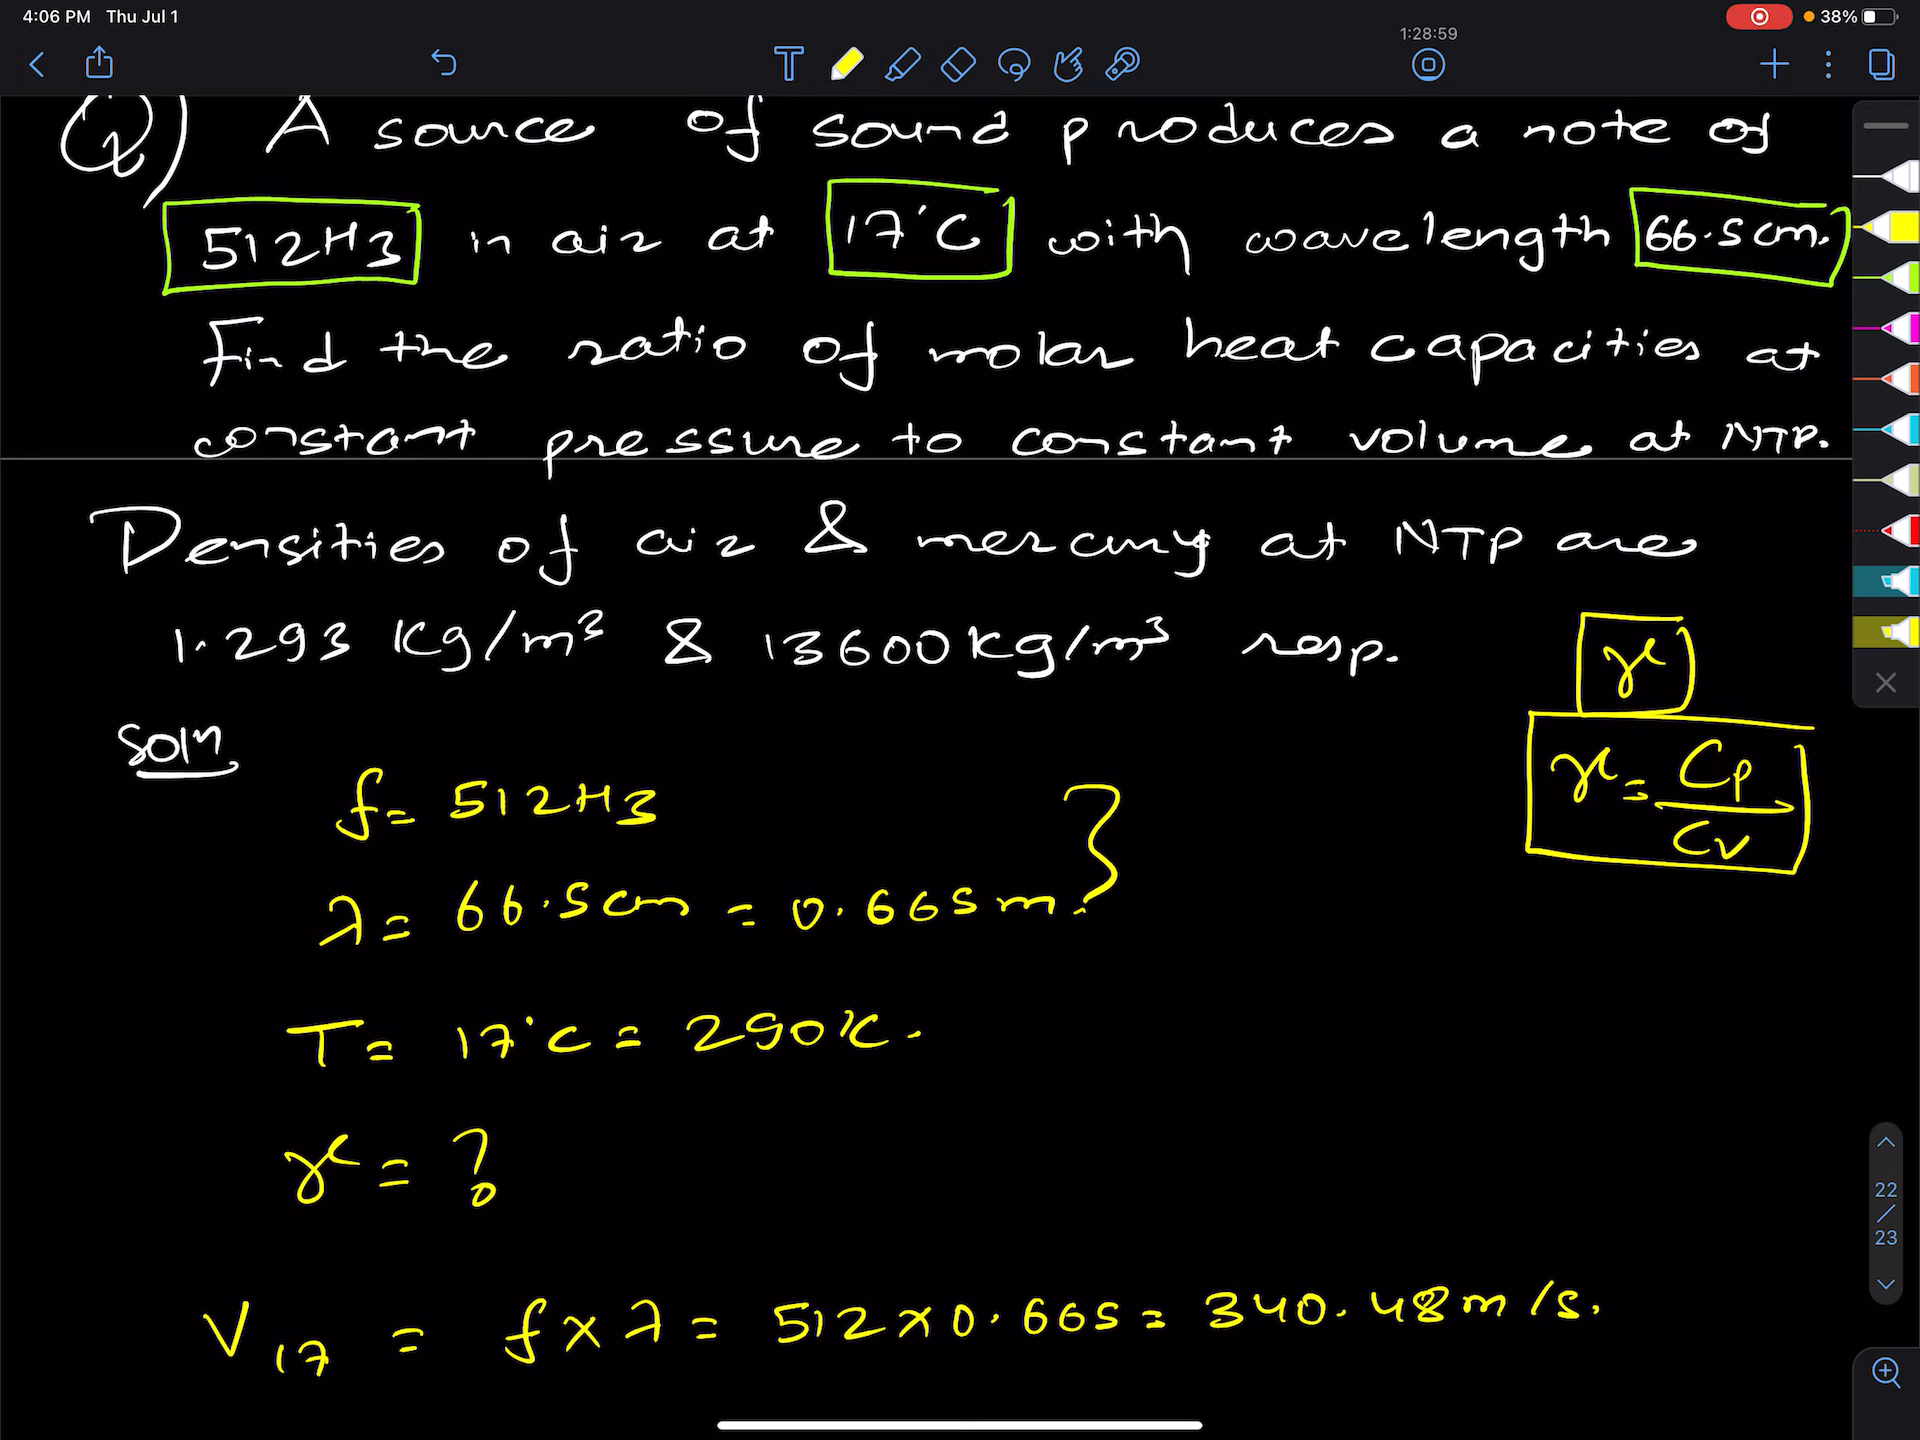 4:06 PM Thu Jul 1
38%
1:28:59
Q) A source of sound produces a note of
512Hz in air at 17°C with wavelength 66.5cm.
Find the ratio of molar heat capacities at
constant pressure to constant volume at NTP.
Densities of air & mercury at NTP are
1.293 Kg/m³ & 13600kg/m³ resp.
γ
Soln
γ = Cp/Cv
f = 512Hz
λ = 66.5cm = 0.665m.
T = 17°C = 290K.
γ = ?
22
/
23
V17 = f x λ = 512 x 0.665 = 340.48m/s.